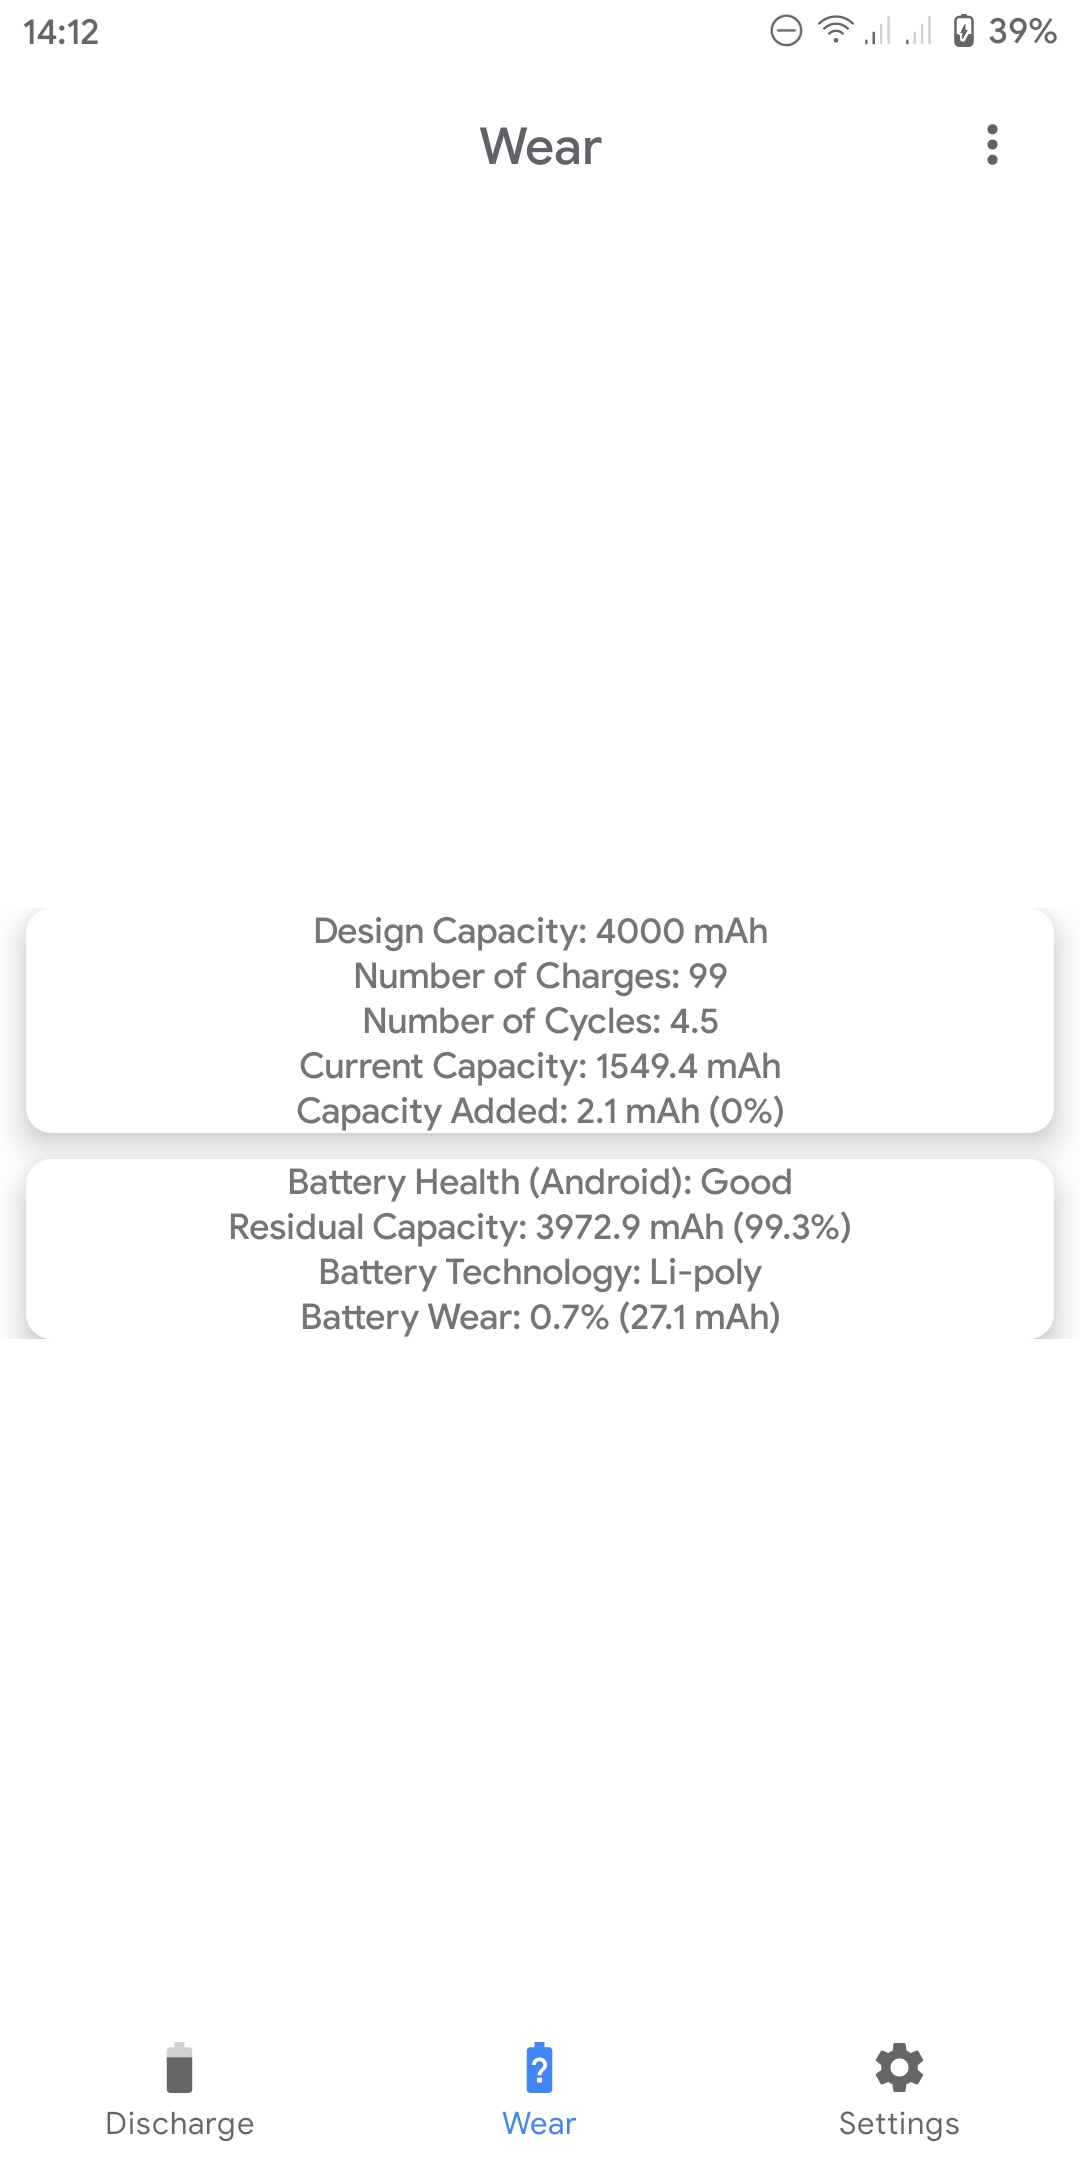 14:12
39%
Wear
Design Capacity: 4000 mAh
Number of Charges: 99
Number of Cycles: 4.5
Current Capacity: 1549.4 mAh
Capacity Added: 2.1 mAh (0%)
Battery Health (Android): Good
Residual Capacity: 3972.9 mAh (99.3%)
Battery Technology: Li-poly
Battery Wear: 0.7% (27.1 mAh)
?
Discharge
Wear
Settings